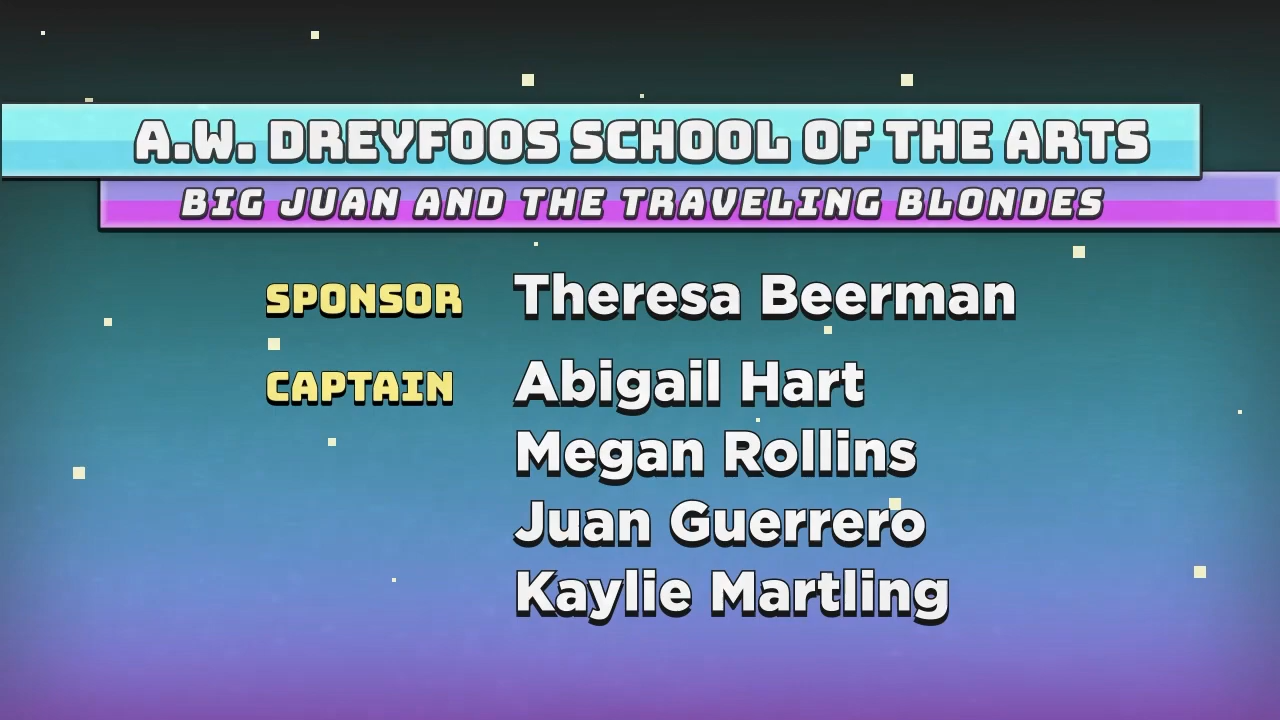 A.W. DREYFOOS SCHOOL OF THE ARTS
BIG JUAN AND THE TRAVELING BLONDES
SPONSOR Theresa Beerman
CAPTAIN Abigail Hart
Megan Rollins
Juan Guerrero
Kaylie Martling